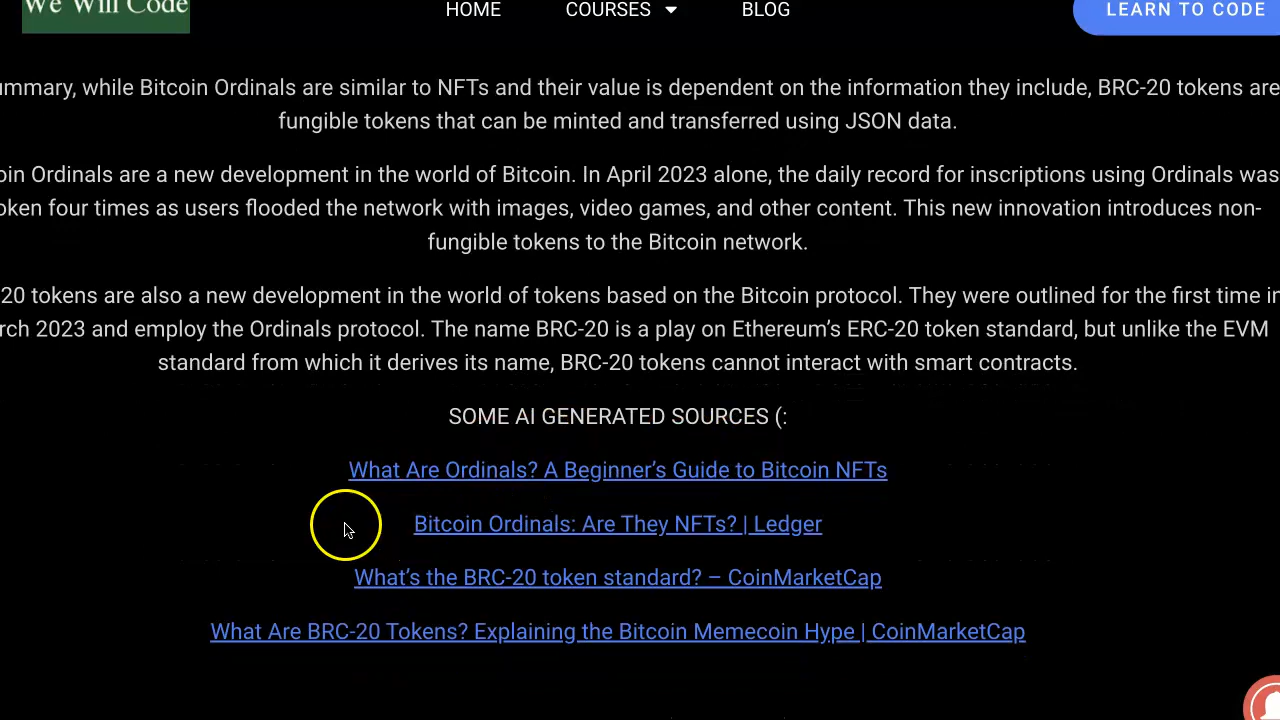 We Will Code
HOME COURSES BLOG
LEARN TO CODE
ummary, while Bitcoin Ordinals are similar to NFTs and their value is dependent on the information they include, BRC-20 tokens are
fungible tokens that can be minted and transferred using JSON data.
oin Ordinals are a new development in the world of Bitcoin. In April 2023 alone, the daily record for inscriptions using Ordinals was
oken four times as users flooded the network with images, video games, and other content. This new innovation introduces non-
fungible tokens to the Bitcoin network.
20 tokens are also a new development in the world of tokens based on the Bitcoin protocol. They were outlined for the first time in
rch 2023 and employ the Ordinals protocol. The name BRC-20 is a play on Ethereum’s ERC-20 token standard, but unlike the EVM
standard from which it derives its name, BRC-20 tokens cannot interact with smart contracts.
SOME AI GENERATED SOURCES (:
What Are Ordinals? A Beginner’s Guide to Bitcoin NFTs
Bitcoin Ordinals: Are They NFTs? | Ledger
What’s the BRC-20 token standard? – CoinMarketCap
What Are BRC-20 Tokens? Explaining the Bitcoin Memecoin Hype | CoinMarketCap